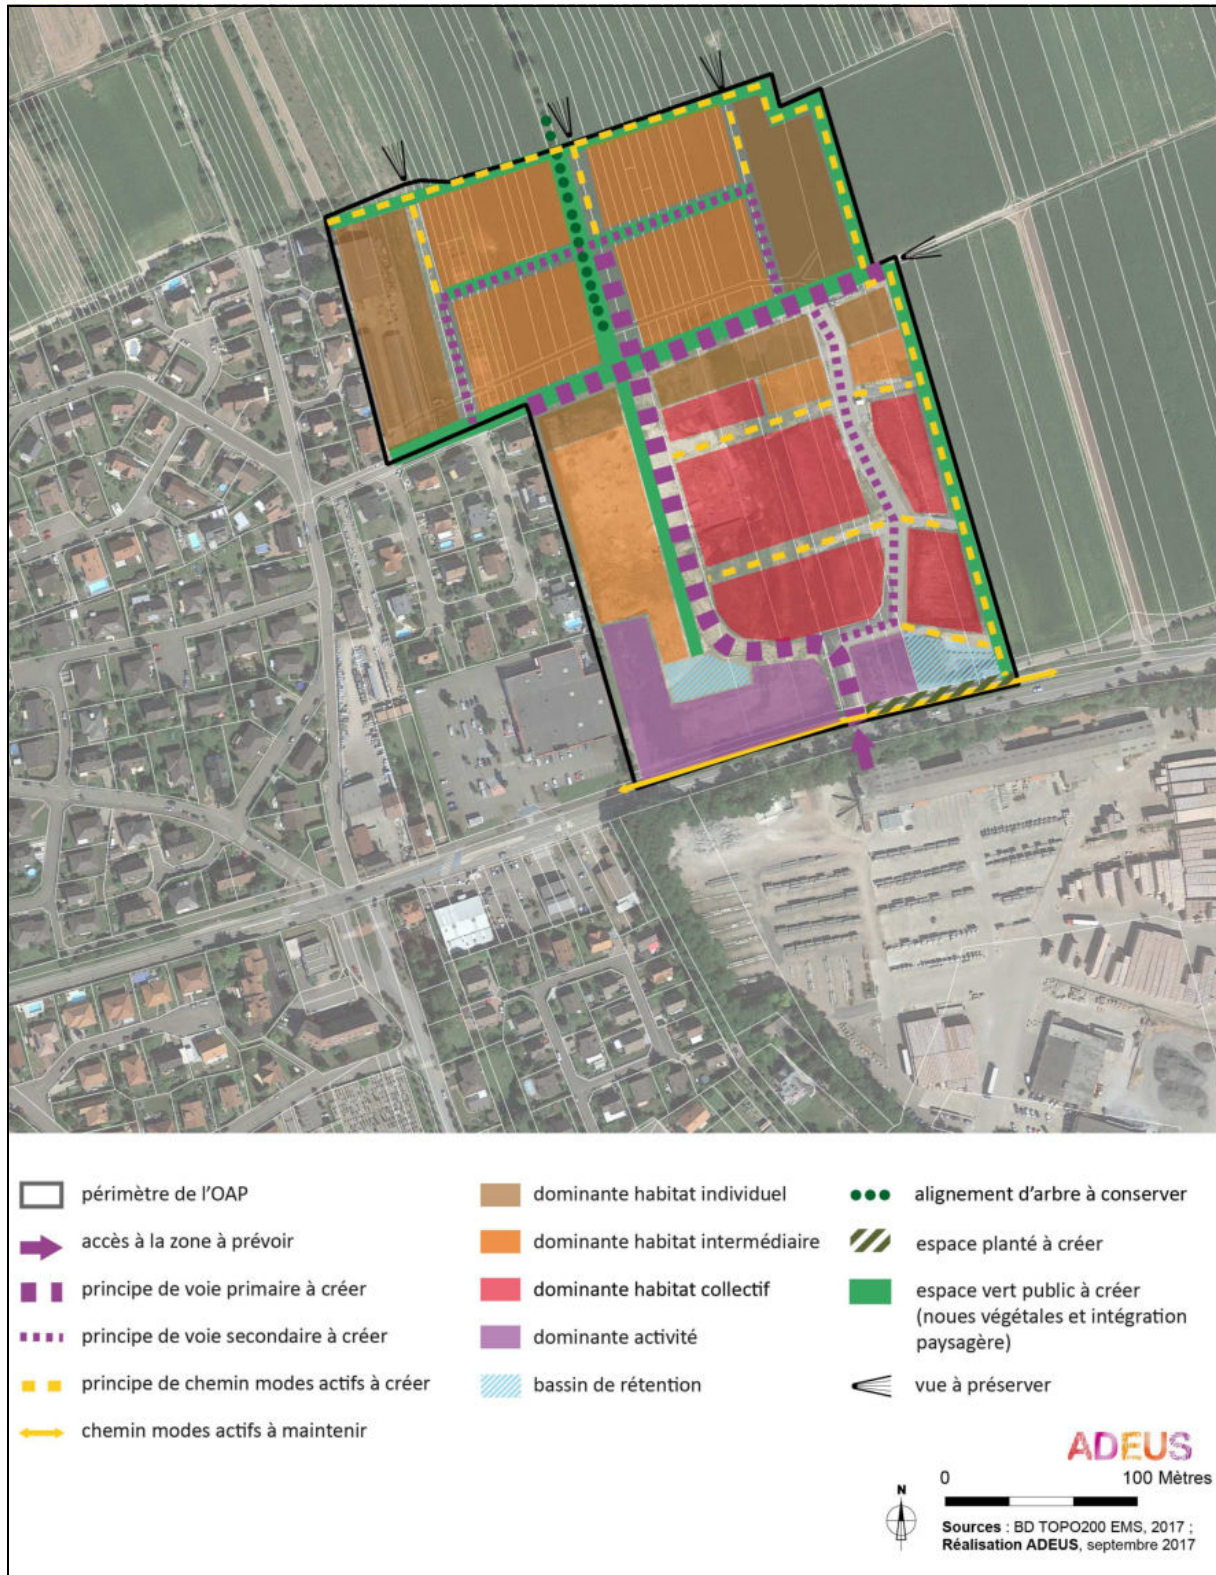 périmètre de l'OAP
accès à la zone à prévoir
principe de voie primaire à créer
principe de voie secondaire à créer
principe de chemin modes actifs à créer
chemin modes actifs à maintenir
dominante habitat individuel
dominante habitat intermédiaire
dominante habitat collectif
dominante activité
bassin de rétention
alignement d'arbre à conserver
espace planté à créer
espace vert public à créer
(noues végétales et intégration
paysagère)
vue à préserver
ADEUS
0 100 Mètres
N
Sources : BD TOPO200 EMS, 2017 ;
Réalisation ADEUS, septembre 2017